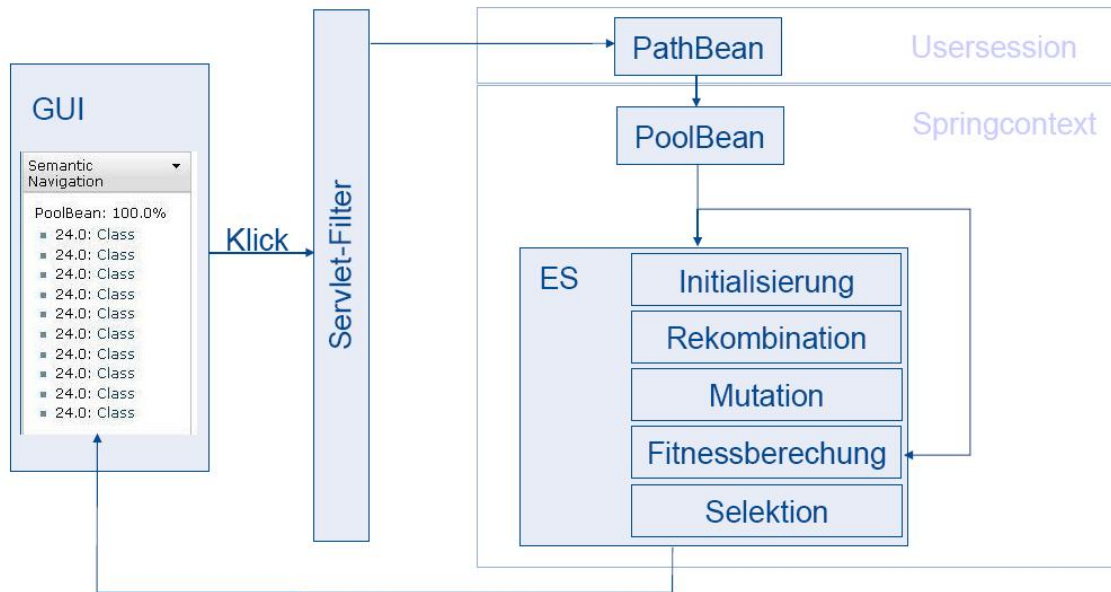 GUI
Semantic
Navigation
PoolBean: 100.0%
24.0: Class
24.0: Class
24.0: Class
24.0: Class
24.0: Class
24.0: Class
24.0: Class
24.0: Class
24.0: Class
24.0: Class
Klick
Servlet-Filter
PathBean
Usersession
PoolBean
Springcontext
ES
Initialisierung
Rekombination
Mutation
Fitnessberechung
Selektion